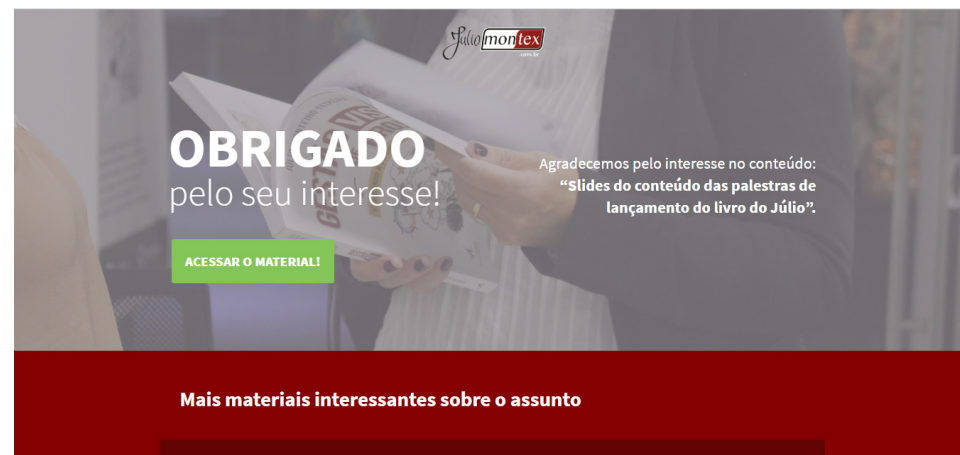 Júlio montex
.com.br
OBRIGADO
pelo seu interesse!
Agradecemos pelo interesse no conteúdo:
“Slides do conteúdo das palestras de
lançamento do livro do Júlio”.
ACESSAR O MATERIAL!
Mais materiais interessantes sobre o assunto